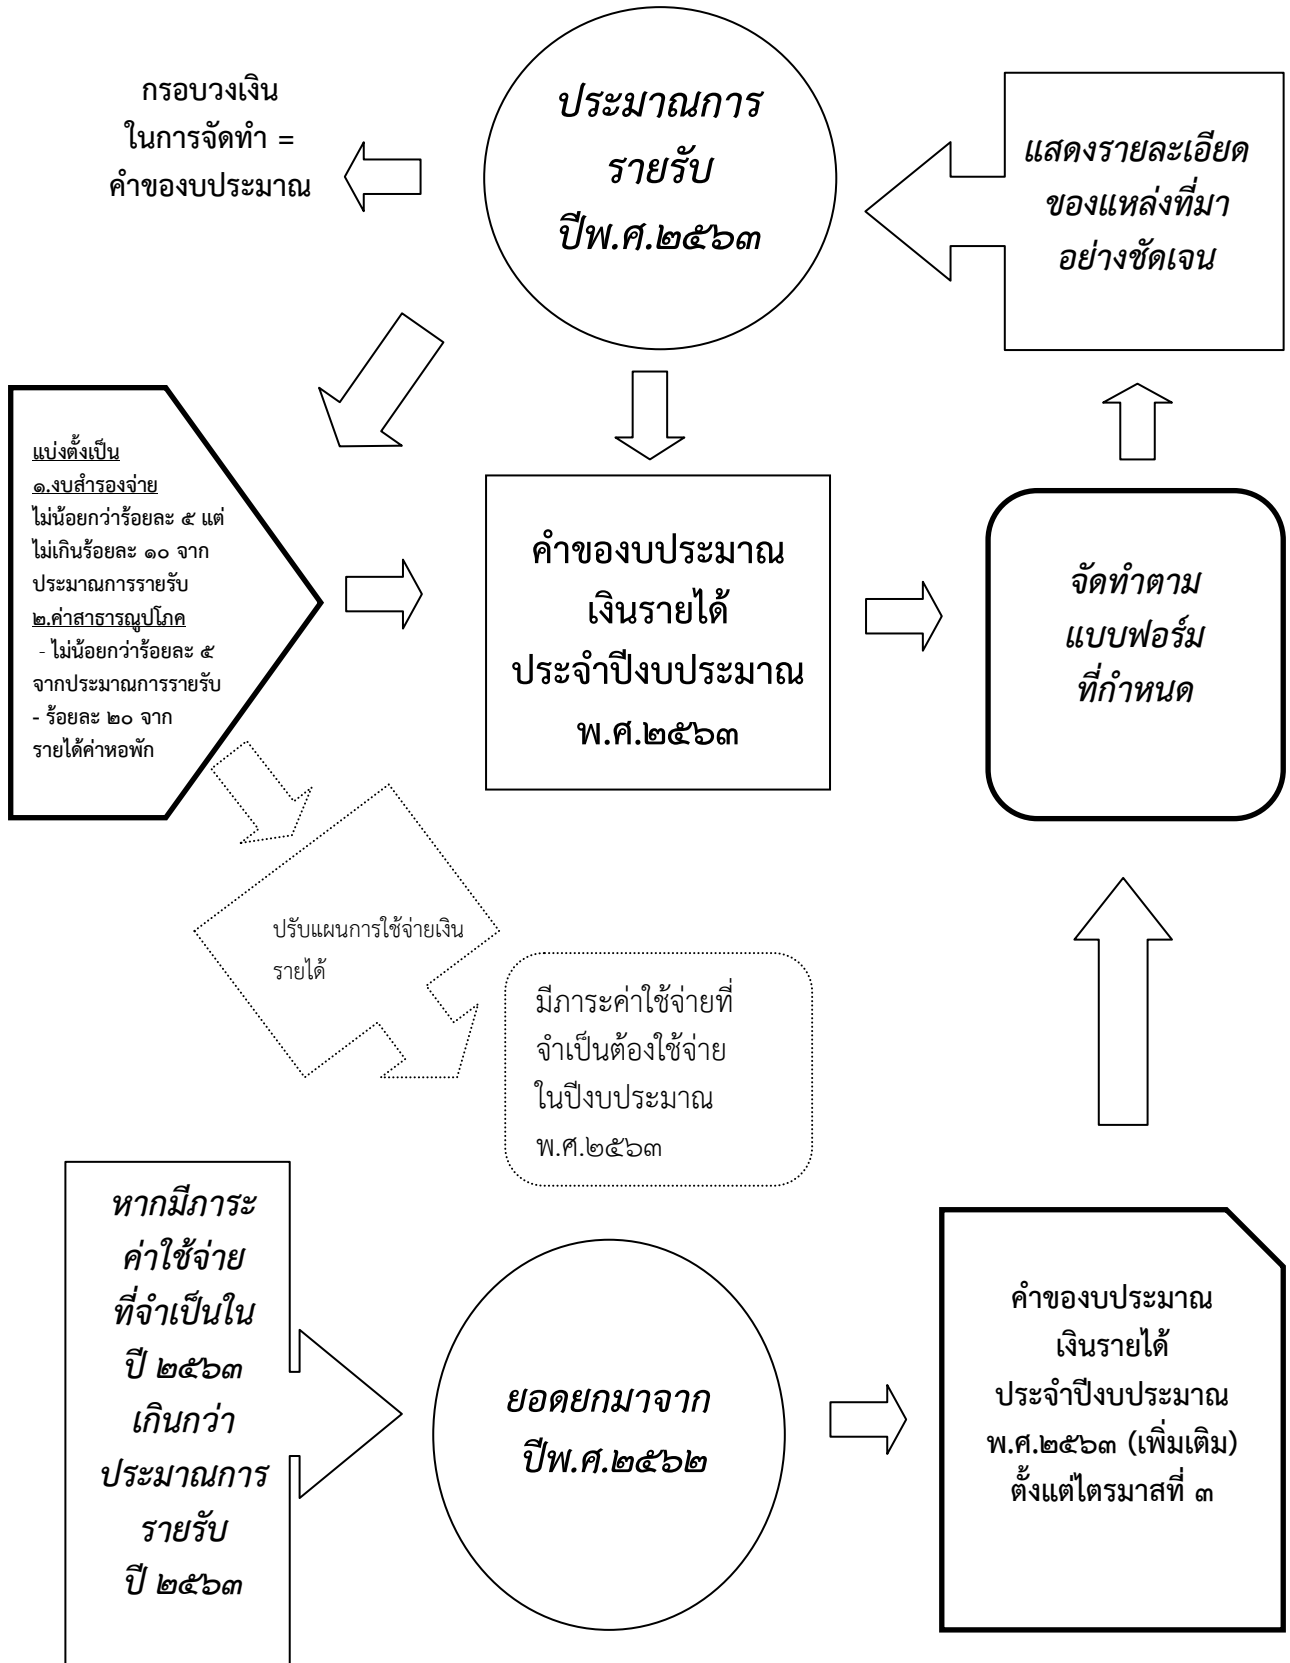 กรอบวงเงิน
ในการจัดทำ =
คำของบประมาณ
ประมาณการ
รายรับ
ปีพ.ศ.๒๕๖๓
แสดงรายละเอียด
ของแหล่งที่มา
อย่างชัดเจน
แบ่งตั้งเป็น
๑.งบสำรองจ่าย
ไม่น้อยกว่าร้อยละ ๕ แต่
ไม่เกินร้อยละ ๑๐ จาก
ประมาณการรายรับ
๒.ค่าสาธารณูปโภค
- ไม่น้อยกว่าร้อยละ ๕
จากประมาณการรายรับ
- ร้อยละ ๒๐ จาก
รายได้ค่าหอพัก
คำของบประมาณ
เงินรายได้
ประจำปีงบประมาณ
พ.ศ.๒๕๖๓
จัดทำตาม
แบบฟอร์ม
ที่กำหนด
ปรับแผนการใช้จ่ายเงิน
รายได้
มีภาระค่าใช้จ่ายที่
จำเป็นต้องใช้จ่าย
ในปีงบประมาณ
พ.ศ.๒๕๖๓
หากมีภาระ
ค่าใช้จ่าย
ที่จำเป็นใน
ปี ๒๕๖๓
เกินกว่า
ประมาณการ
รายรับ
ปี ๒๕๖๓
ยอดยกมาจาก
ปีพ.ศ.๒๕๖๒
คำของบประมาณ
เงินรายได้
ประจำปีงบประมาณ
พ.ศ.๒๕๖๓ (เพิ่มเติม)
ตั้งแต่ไตรมาสที่ ๓